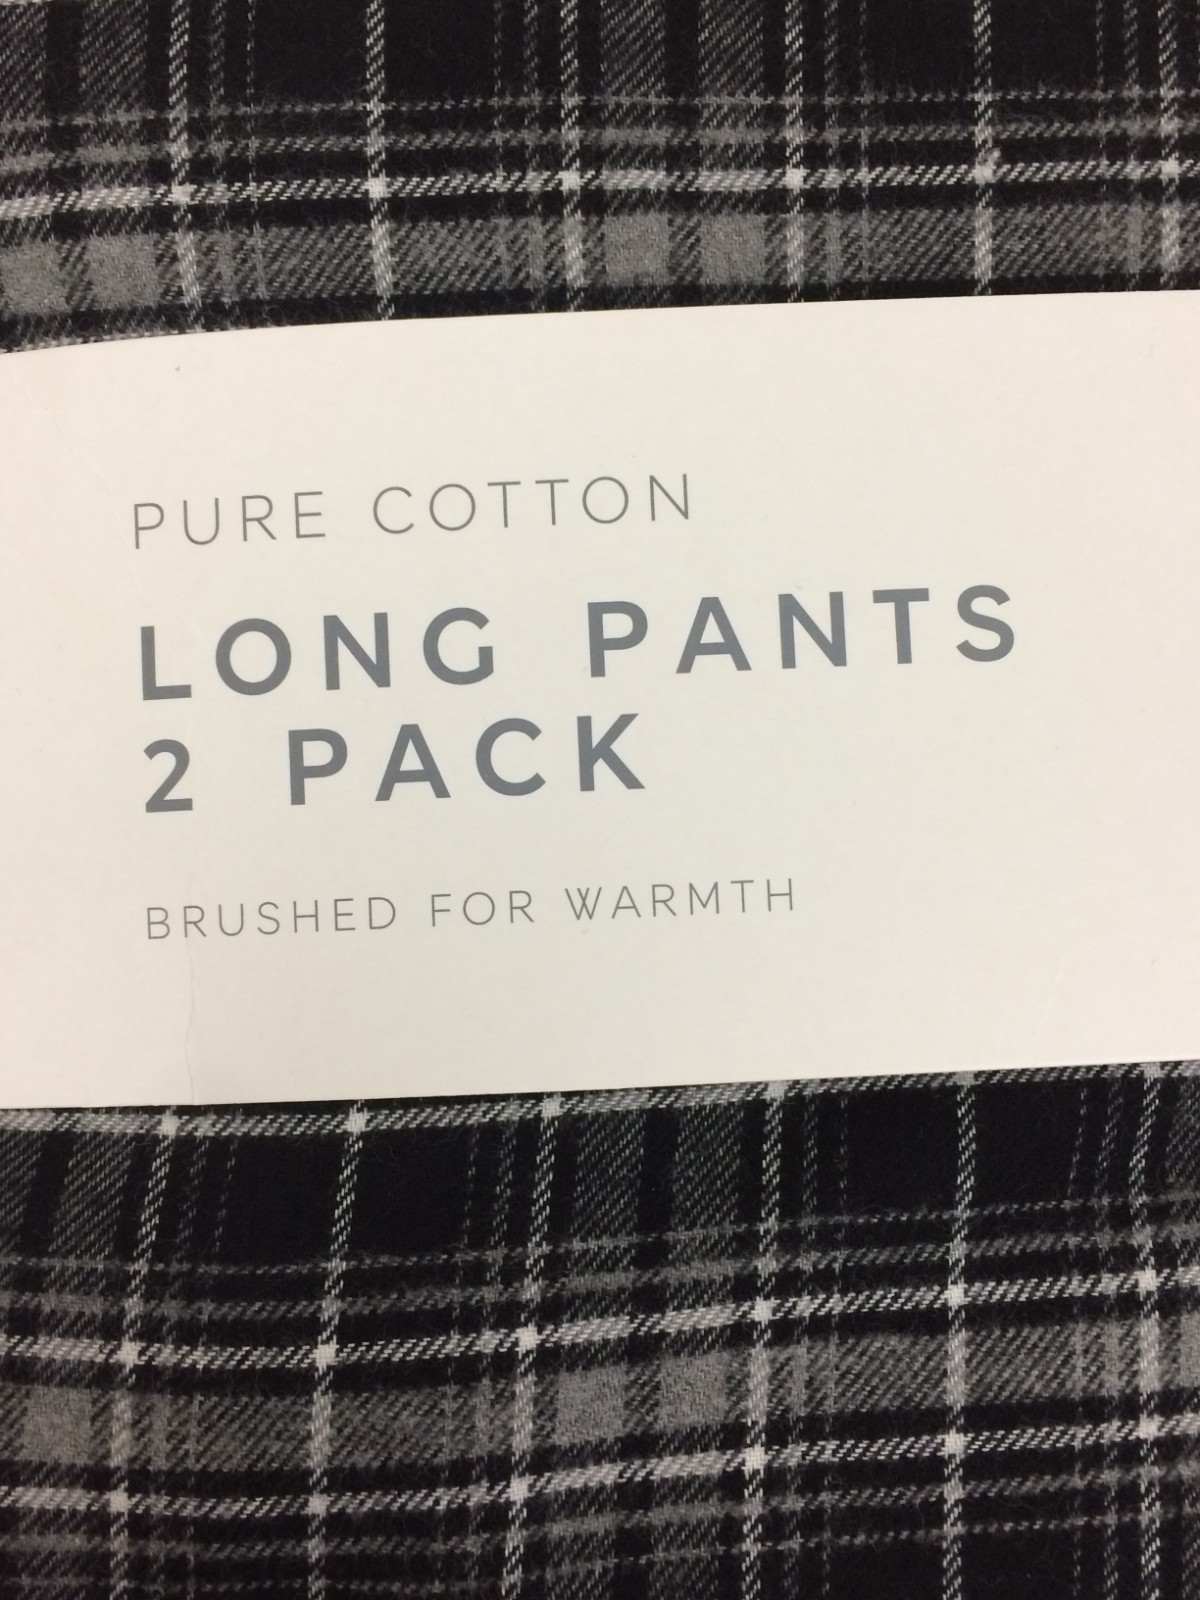 PURE COTTON
LONG PANTS
2 PACK
BRUSHED FOR WARMTH